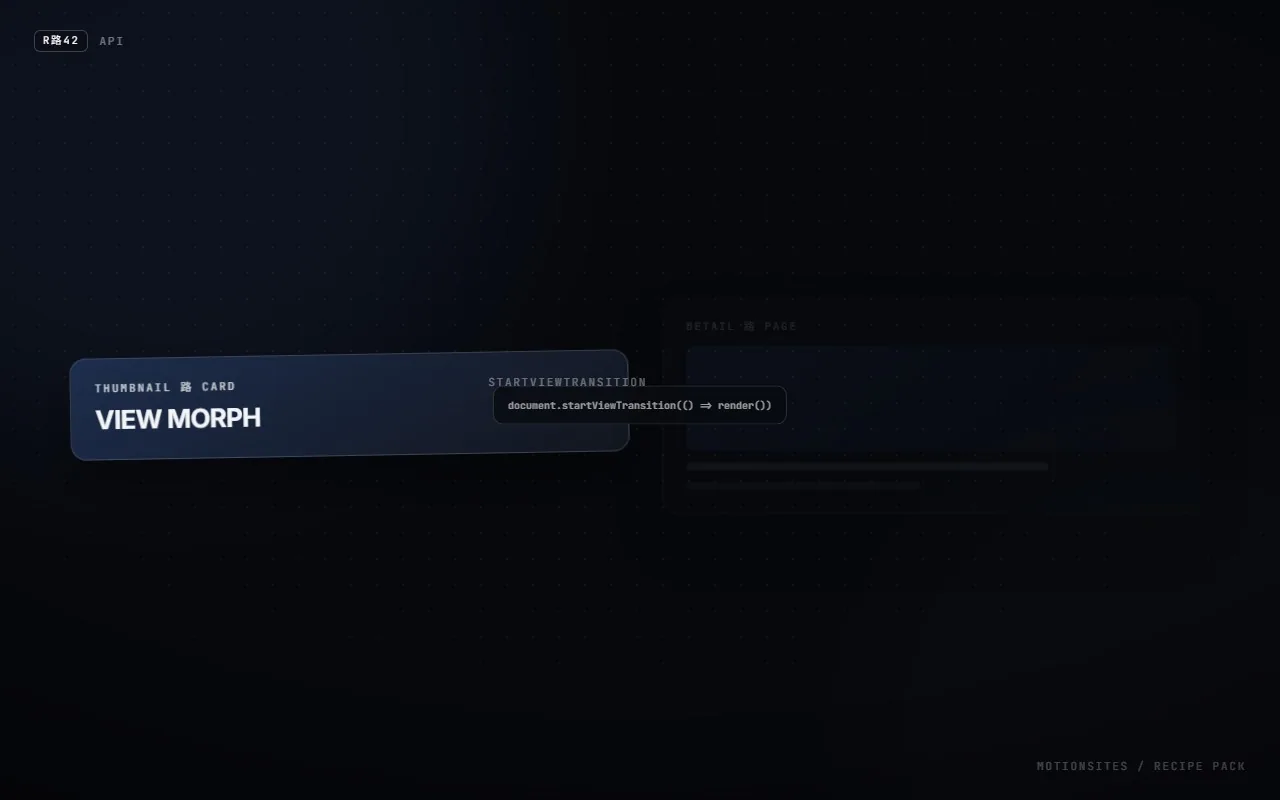 R路42 API
DETAIL 路 PAGE
THUMBNAIL 路 CARD
STARTVIEWTRANSITION
VIEW MORPH
document.startViewTransition(() => render())
MOTIONSITES / RECIPE PACK